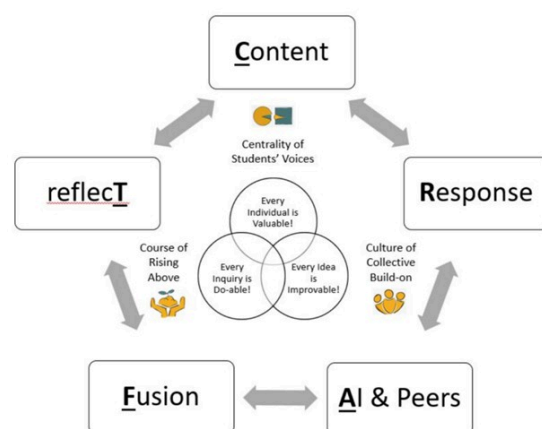 Content
Centrality of
Students' Voices
reflecT
Response
Every
Individual is
Valuable!
Course of
Rising
Above
Every
Inquiry is
Do-able!
Every Idea
is
Improvable!
Culture of
Collective
Build-on
Fusion
AI & Peers